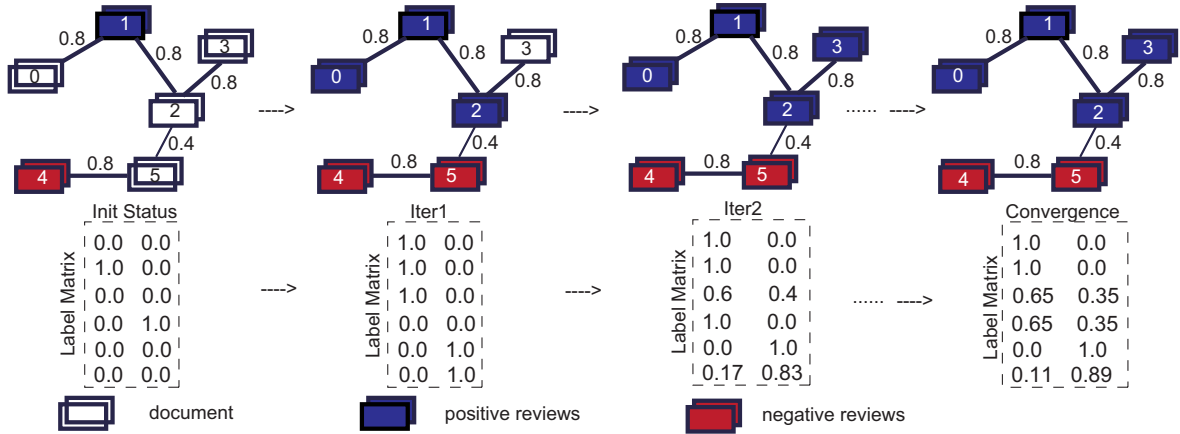 1 1 1 1
3 3 3 3
0.8 0.8 0.8 0.8
0.8 0.8 0.8 0.8
0 0 0 0
0.8 0.8 0.8 0.8
2 2 2 2
----> ----> ...... ---->
0.4 0.4 0.4 0.4
0.8 0.8 0.8 0.8
4 5 4 5 4 5 4 5
Init Status Iter1 Iter2 Convergence
Label Matrix Label Matrix Label Matrix Label Matrix
0.0 0.0 1.0 0.0 1.0 0.0 1.0 0.0
1.0 0.0 1.0 0.0 1.0 0.0 1.0 0.0
0.0 0.0 1.0 0.0 0.6 0.4 0.65 0.35
----> ----> ...... ---->
0.0 1.0 0.0 0.0 1.0 0.0 0.65 0.35
0.0 0.0 0.0 1.0 0.0 1.0 0.0 1.0
0.0 0.0 0.0 1.0 0.17 0.83 0.11 0.89
document positive reviews negative reviews